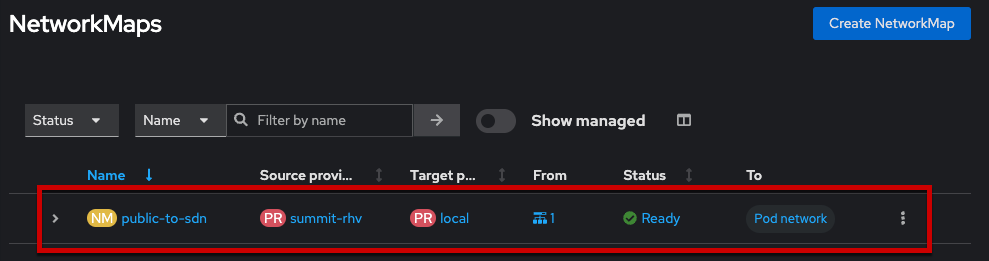 NetworkMaps
Create NetworkMap
Status Name Filter by name Show managed
Name Source provi... Target p... From Status To
NM public-to-sdn PR summit-rhv PR local 1 Ready Pod network